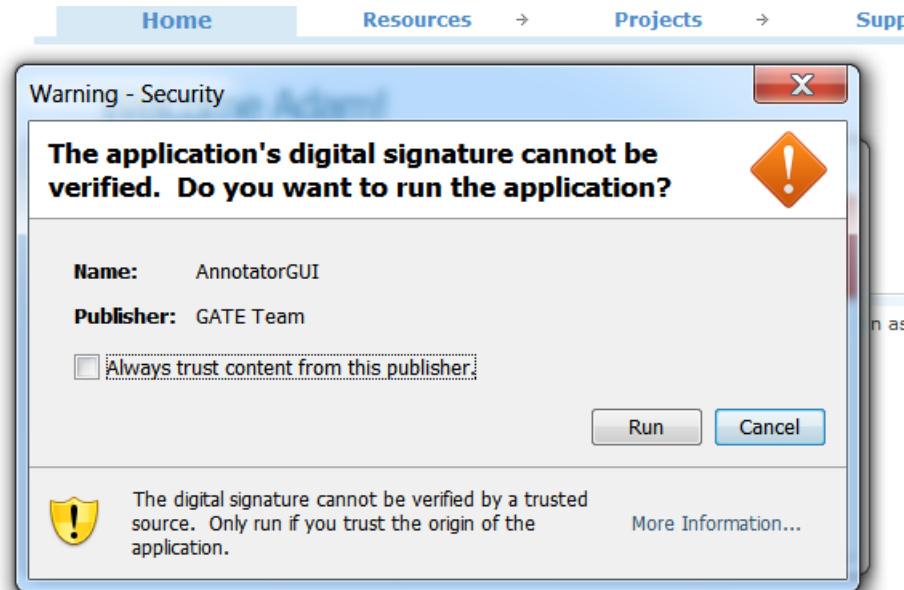 Home Resources → Projects →
Warning - Security
The application's digital signature cannot be
verified. Do you want to run the application?
Name: AnnotatorGUI
Publisher: GATE Team
Always trust content from this publisher.
Run Cancel
The digital signature cannot be verified by a trusted
source. Only run if you trust the origin of the
application.
More Information...